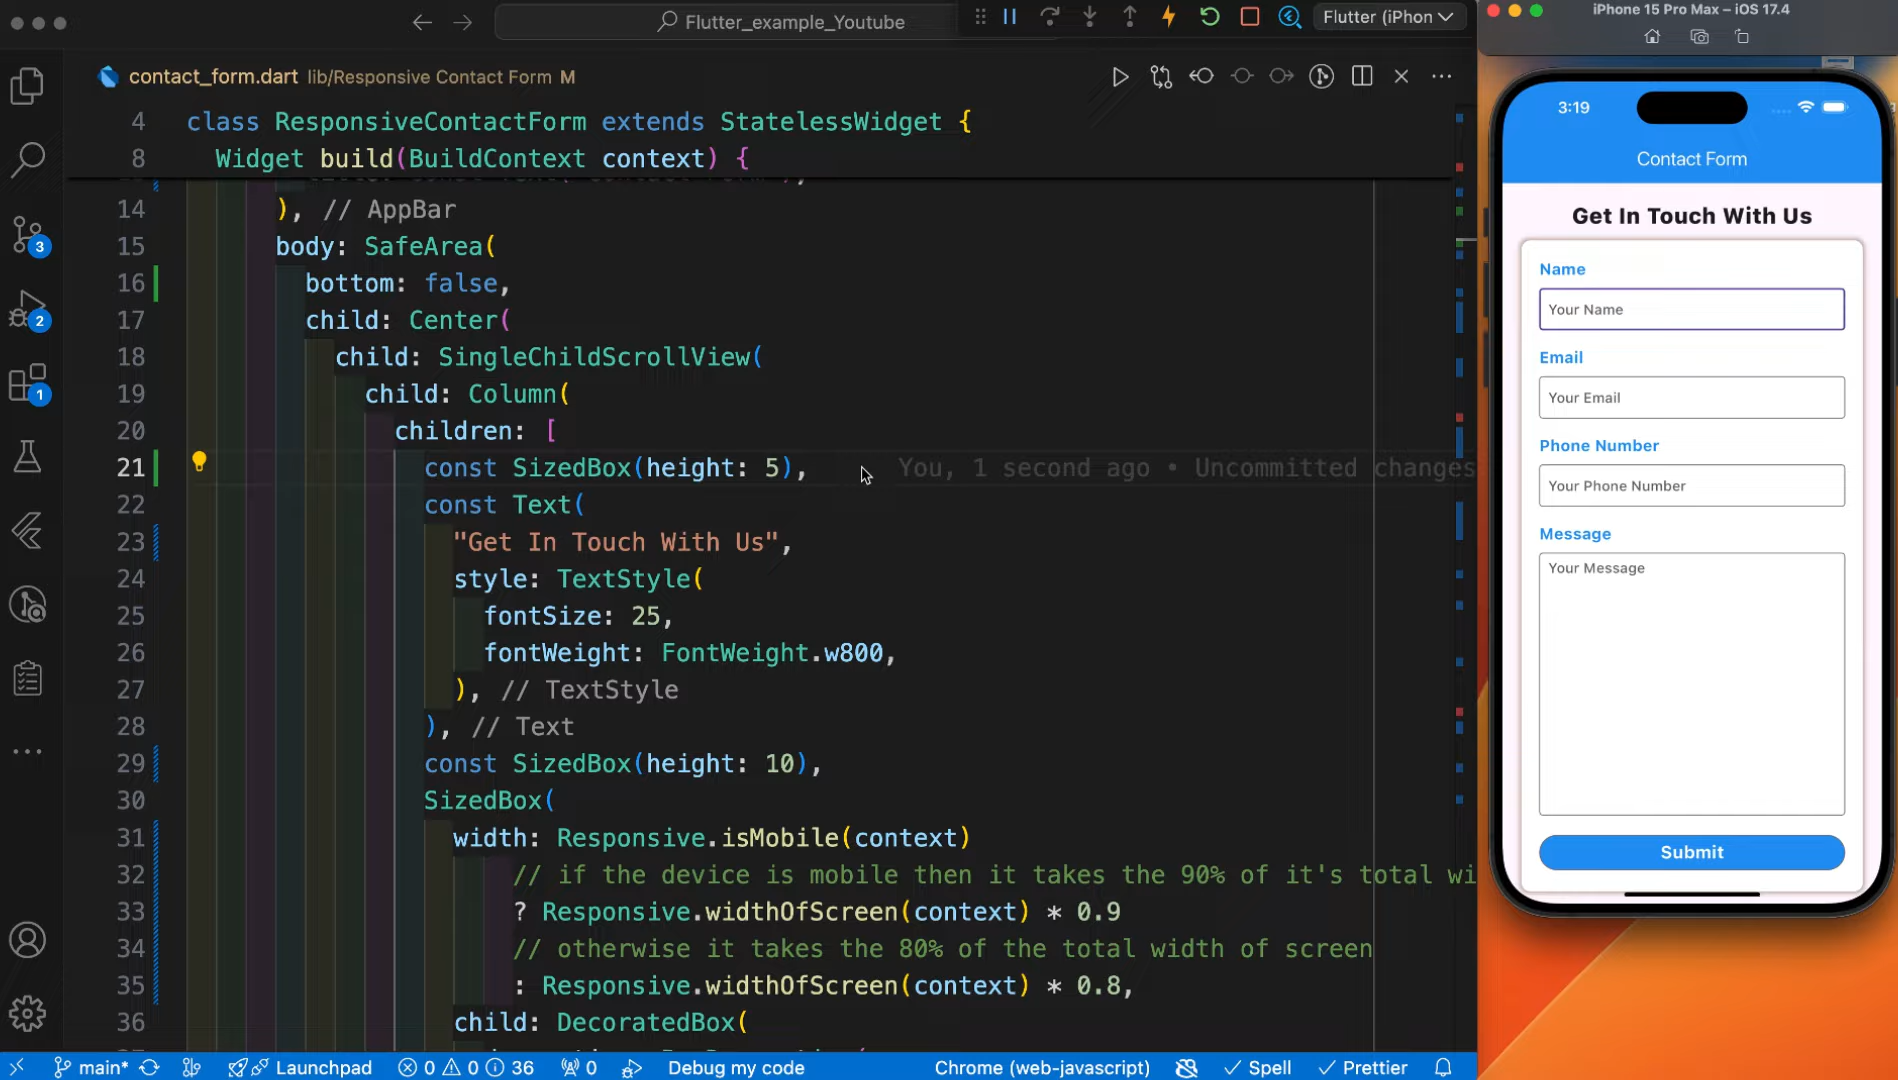 Flutter_example_Youtube
Flutter (iPhon
iPhone 15 Pro Max – iOS 17.4
contact_form.dart lib/Responsive Contact Form M
4 class ResponsiveContactForm extends StatelessWidget {
8 Widget build(BuildContext context) {
14 ), // AppBar
15 body: SafeArea(
16 bottom: false,
17 child: Center(
18 child: SingleChildScrollView(
19 child: Column(
20 children: [
21 const SizedBox(height: 5), You, 1 second ago • Uncommitted changes
22 const Text(
23 "Get In Touch With Us",
24 style: TextStyle(
25 fontSize: 25,
26 fontWeight: FontWeight.w800,
27 ), // TextStyle
28 ), // Text
29 const SizedBox(height: 10),
30 SizedBox(
31 width: Responsive.isMobile(context)
32 // if the device is mobile then it takes the 90% of it's total wi
33 ? Responsive.widthOfScreen(context) * 0.9
34 // otherwise it takes the 80% of the total width of screen
35 : Responsive.widthOfScreen(context) * 0.8,
36 child: DecoratedBox(
3
2
1
main* Launchpad 0 0 36 0 Debug my code Chrome (web-javascript) Spell Prettier
3:19
Contact Form
Get In Touch With Us
Name
Your Name
Email
Your Email
Phone Number
Your Phone Number
Message
Your Message
Submit